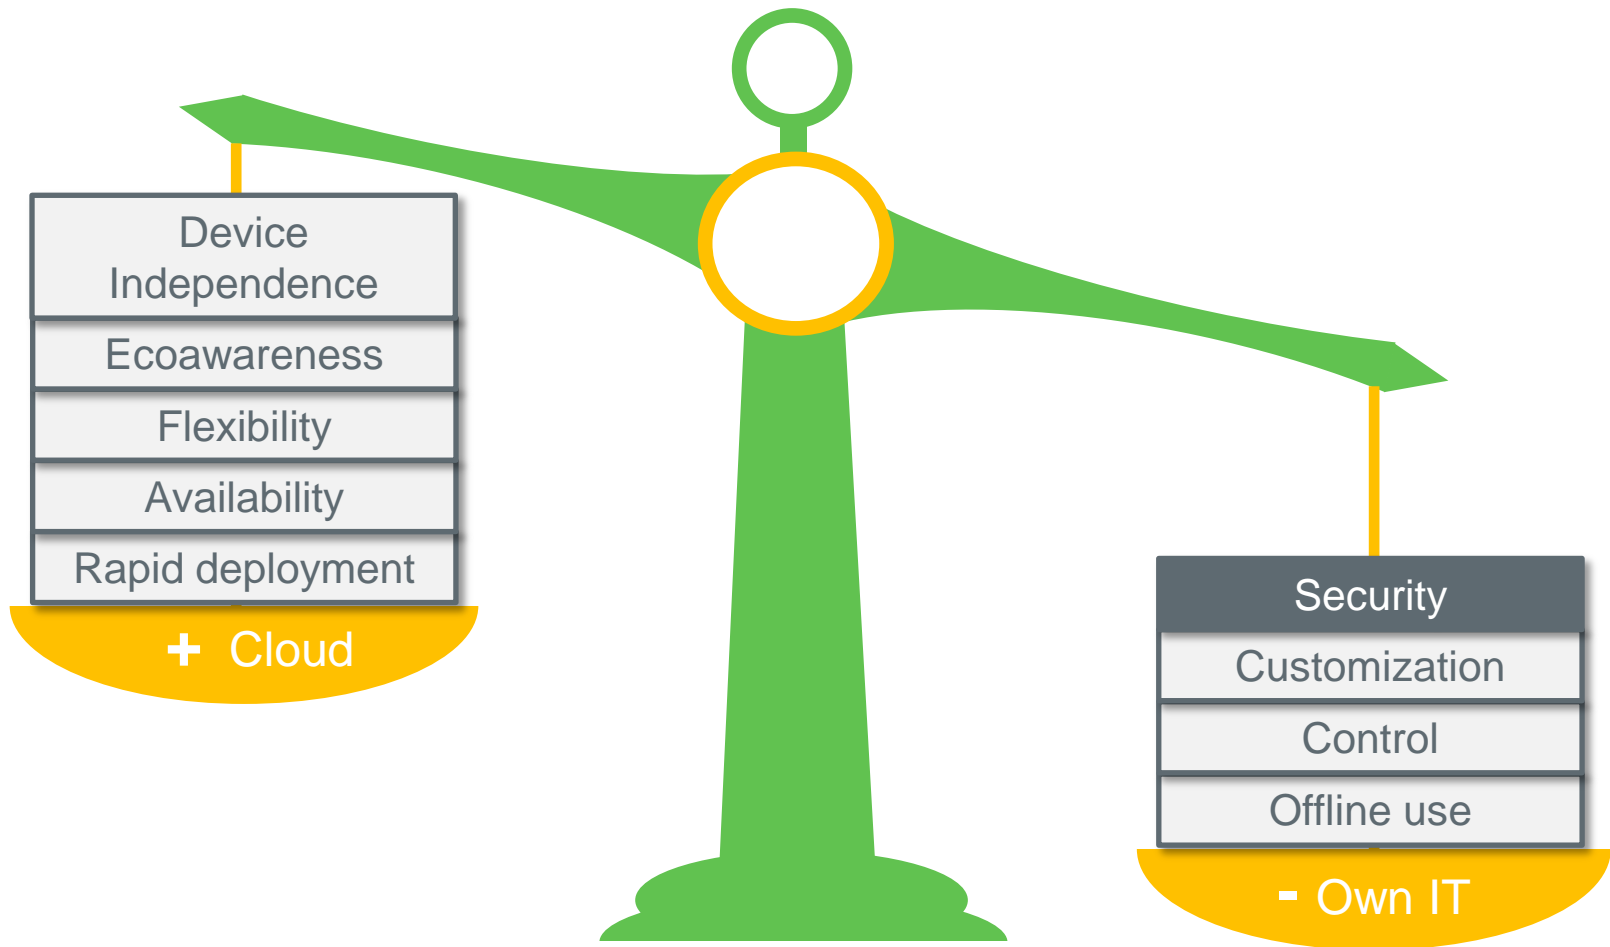 Device
Independence
Ecoawareness
Flexibility
Availability
Rapid deployment
+ Cloud
Security
Customization
Control
Offline use
- Own IT